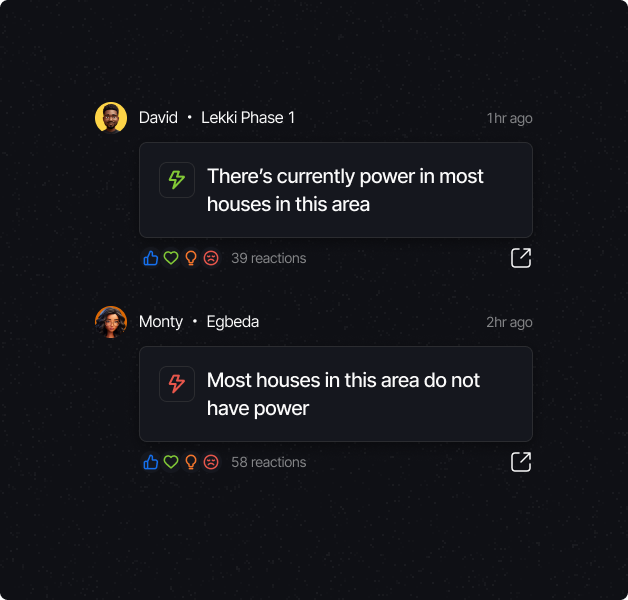 David • Lekki Phase 1
1hr ago
There’s currently power in most
houses in this area
39 reactions
Monty • Egbeda
2hr ago
Most houses in this area do not
have power
58 reactions